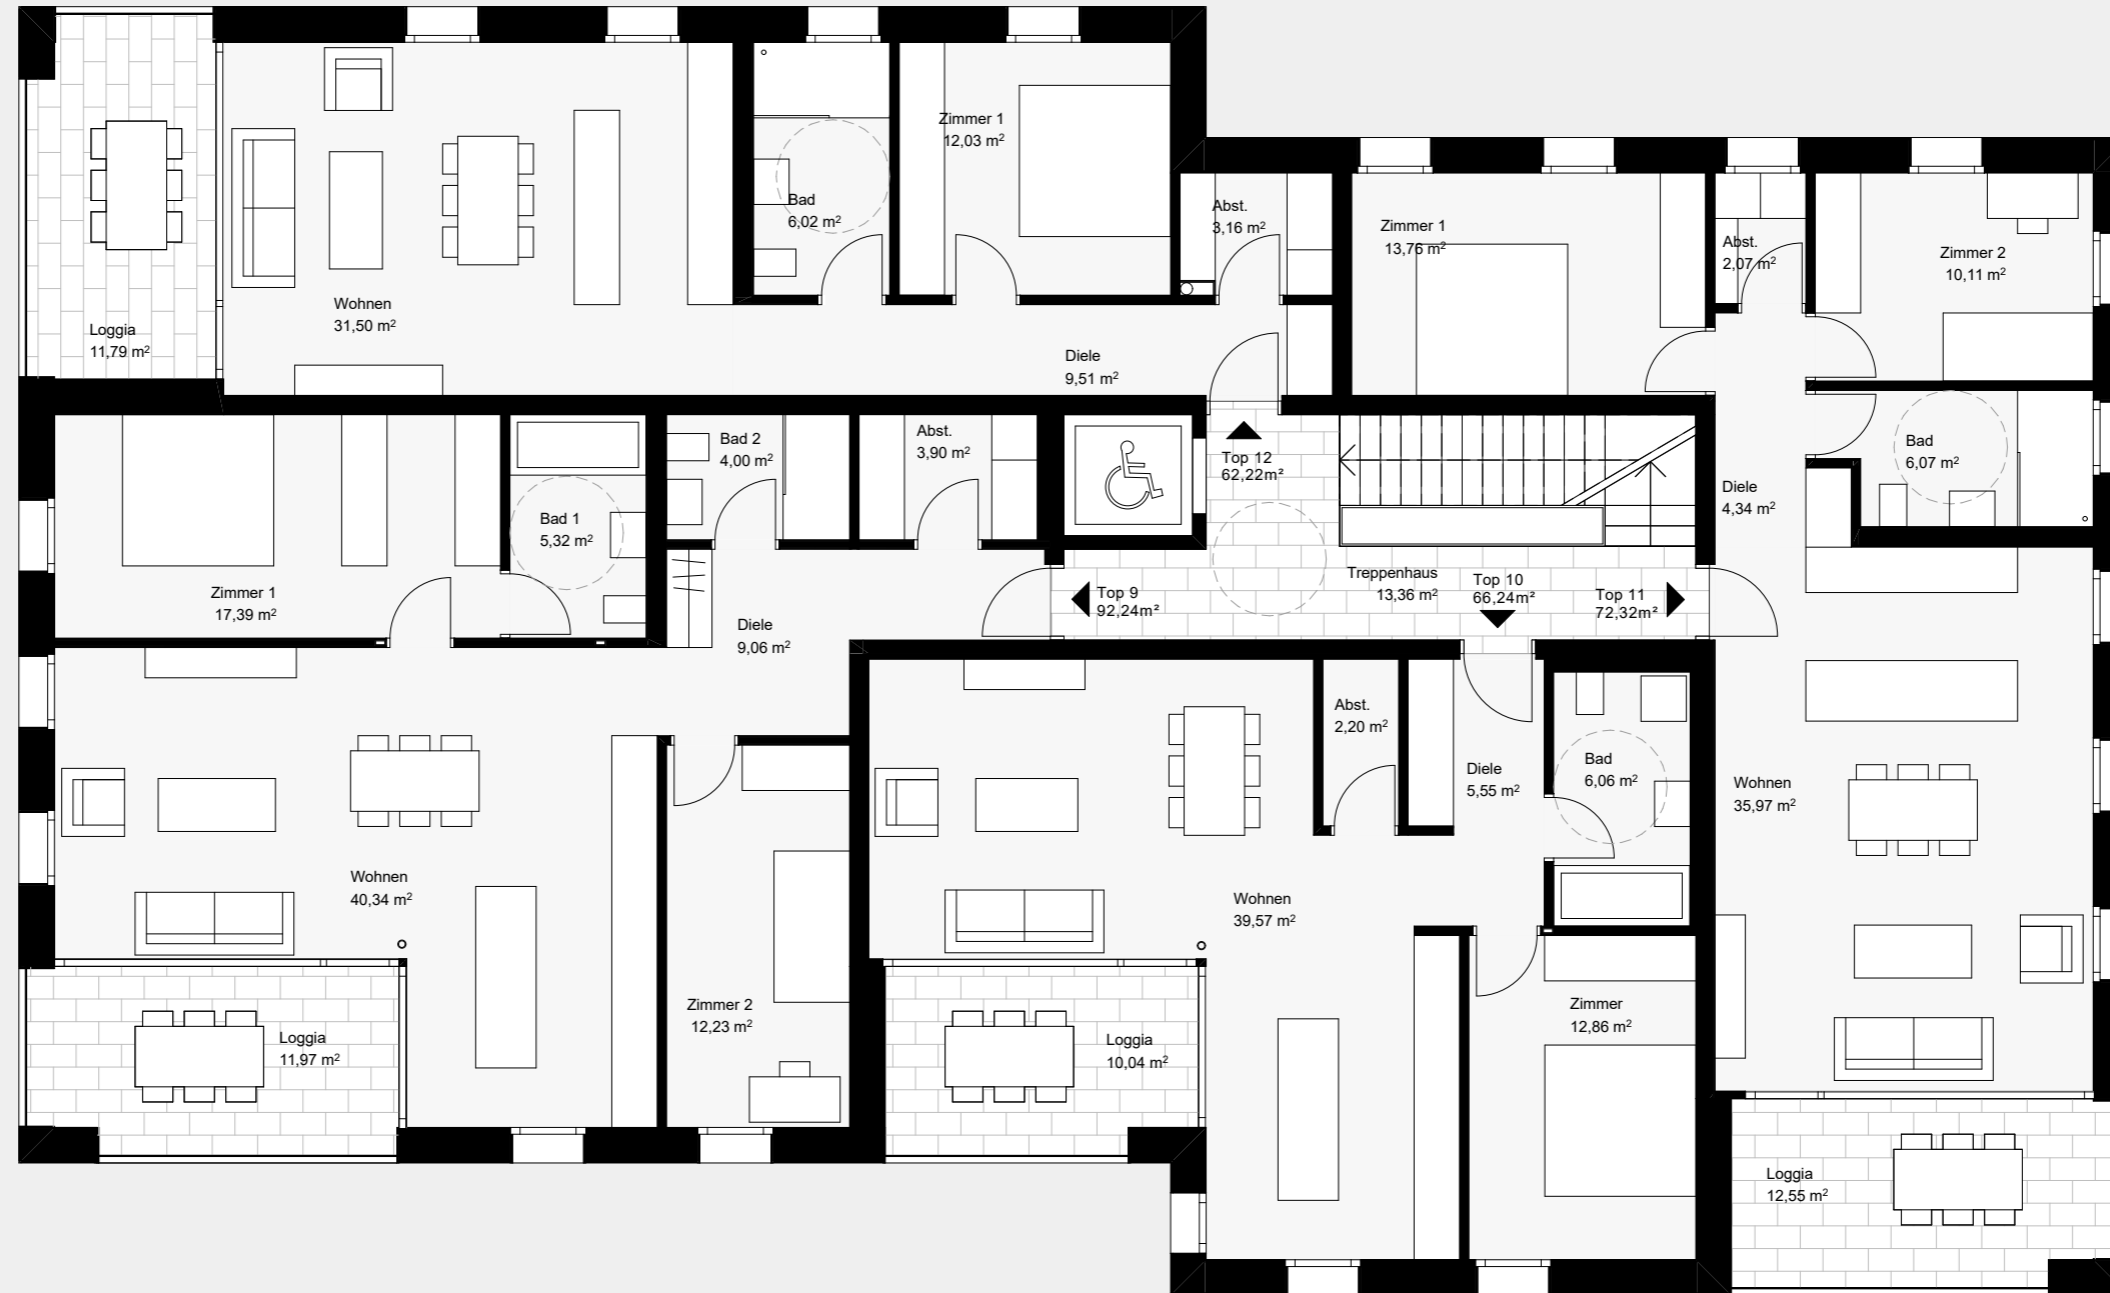 Zimmer 1
12,03 m²
Bad
6,02 m²
Abst.
3,16 m²
Zimmer 1
13,76 m²
Abst.
2,07 m²
Zimmer 2
10,11 m²
Wohnen
31,50 m²
Loggia
11,79 m²
Diele
9,51 m²
Bad 2
4,00 m²
Abst.
3,90 m²
Top 12
62,22m²
Bad
6,07 m²
Diele
4,34 m²
Bad 1
5,32 m²
Zimmer 1
17,39 m²
Diele
9,06 m²
Top 9
92,24m²
Treppenhaus
13,36 m²
Top 10
66,24m²
Top 11
72,32m²
Abst.
2,20 m²
Diele
5,55 m²
Bad
6,06 m²
Wohnen
35,97 m²
Wohnen
40,34 m²
Wohnen
39,57 m²
Zimmer 2
12,23 m²
Zimmer
12,86 m²
Loggia
11,97 m²
Loggia
10,04 m²
Loggia
12,55 m²